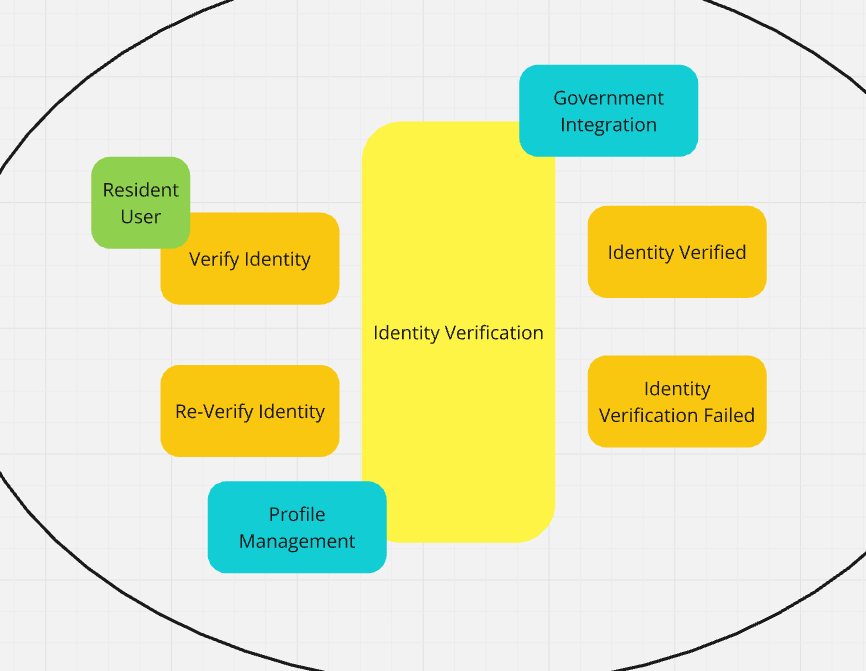 Government
Integration
Resident
User
Verify Identity
Identity Verified
Identity Verification
Re-Verify Identity
Identity
Verification Failed
Profile
Management